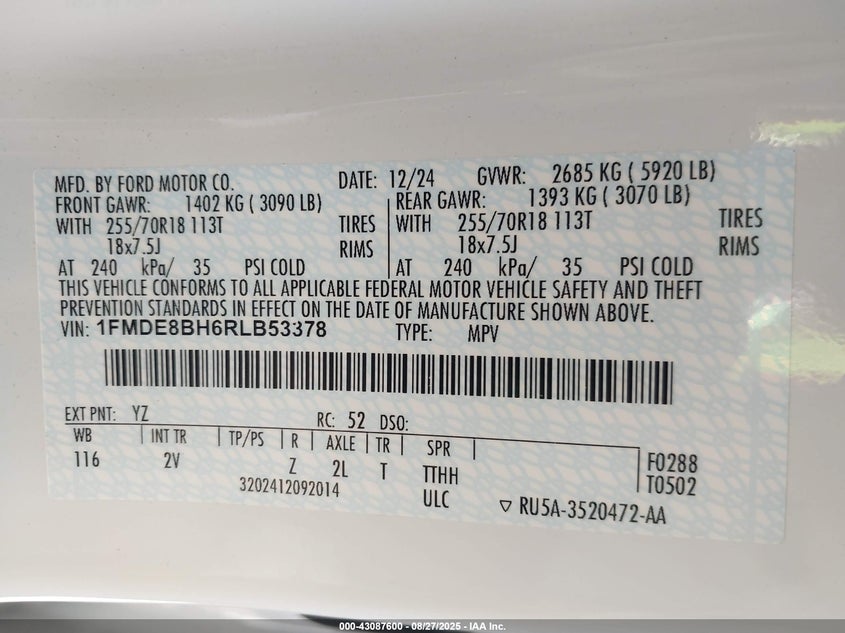 MFD. BY FORD MOTOR CO. DATE: 12/24 GVWR: 2685 KG ( 5920 LB)
FRONT GAWR: 1402 KG ( 3090 LB) REAR GAWR: 1393 KG ( 3070 LB)
WITH 255/70R18 113T TIRES WITH 255/70R18 113T TIRES
18x7.5J RIMS 18x7.5J RIMS
AT 240 kPa/ 35 PSI COLD AT 240 kPa/ 35 PSI COLD
THIS VEHICLE CONFORMS TO ALL APPLICABLE FEDERAL MOTOR VEHICLE SAFETY AND THEFT
PREVENTION STANDARDS IN EFFECT ON THE DATE OF MANUFACTURE SHOWN ABOVE.
VIN: 1FMDE8BH6RLB53378 TYPE: MPV
EXT PNT: YZ RC: 52 DSO:
WB INT TR TP/PS R AXLE TR SPR
116 2V Z 2L T TTHH F0288
3202412092014 ULC T0502
RU5A-3520472-AA
000-43087600 - 08/27/2025 - IAA Inc.